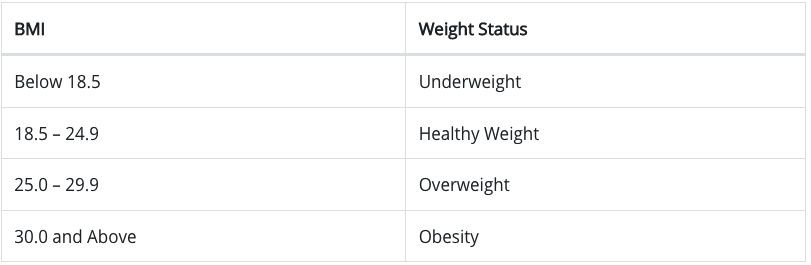 BMI Weight Status
Below 18.5 Underweight
18.5 – 24.9 Healthy Weight
25.0 – 29.9 Overweight
30.0 and Above Obesity